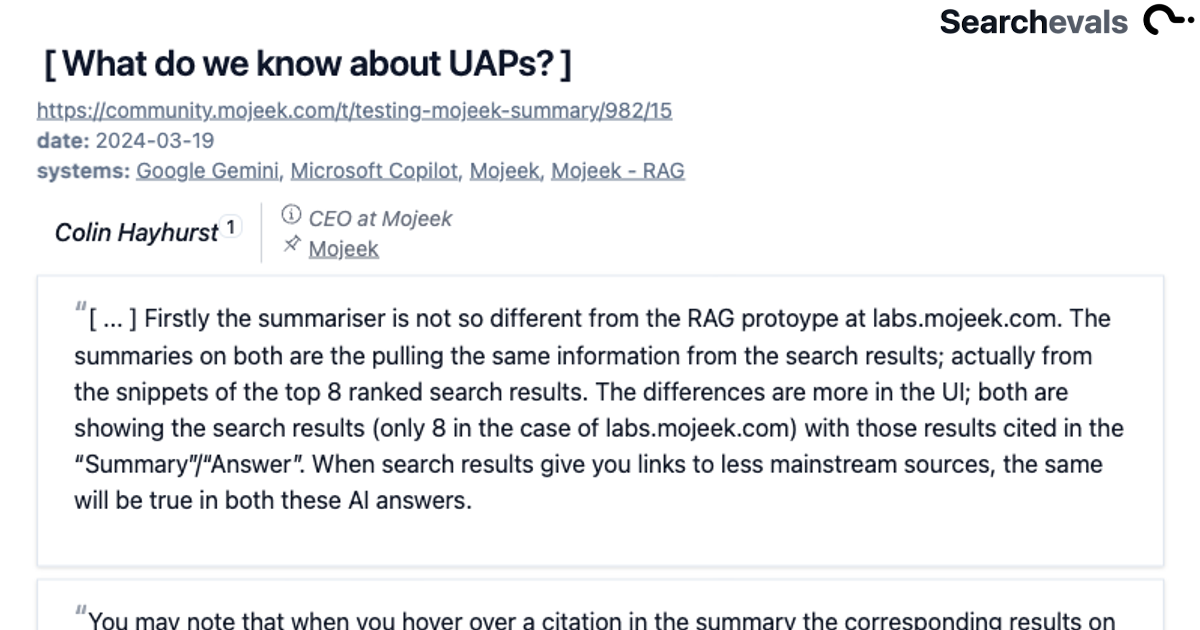 Searchevals
[ What do we know about UAPs? ]
https://community.mojeek.com/t/testing-mojeek-summary/982/15
date: 2024-03-19
systems: Google Gemini, Microsoft Copilot, Mojeek, Mojeek - RAG
Colin Hayhurst 1
CEO at Mojeek
Mojeek
"[ ... ] Firstly the summariser is not so different from the RAG protoype at labs.mojeek.com. The
summaries on both are the pulling the same information from the search results; actually from
the snippets of the top 8 ranked search results. The differences are more in the UI; both are
showing the search results (only 8 in the case of labs.mojeek.com) with those results cited in the
“Summary”/“Answer”. When search results give you links to less mainstream sources, the same
will be true in both these AI answers.
"You may note that when you hover over a citation in the summary the corresponding results on